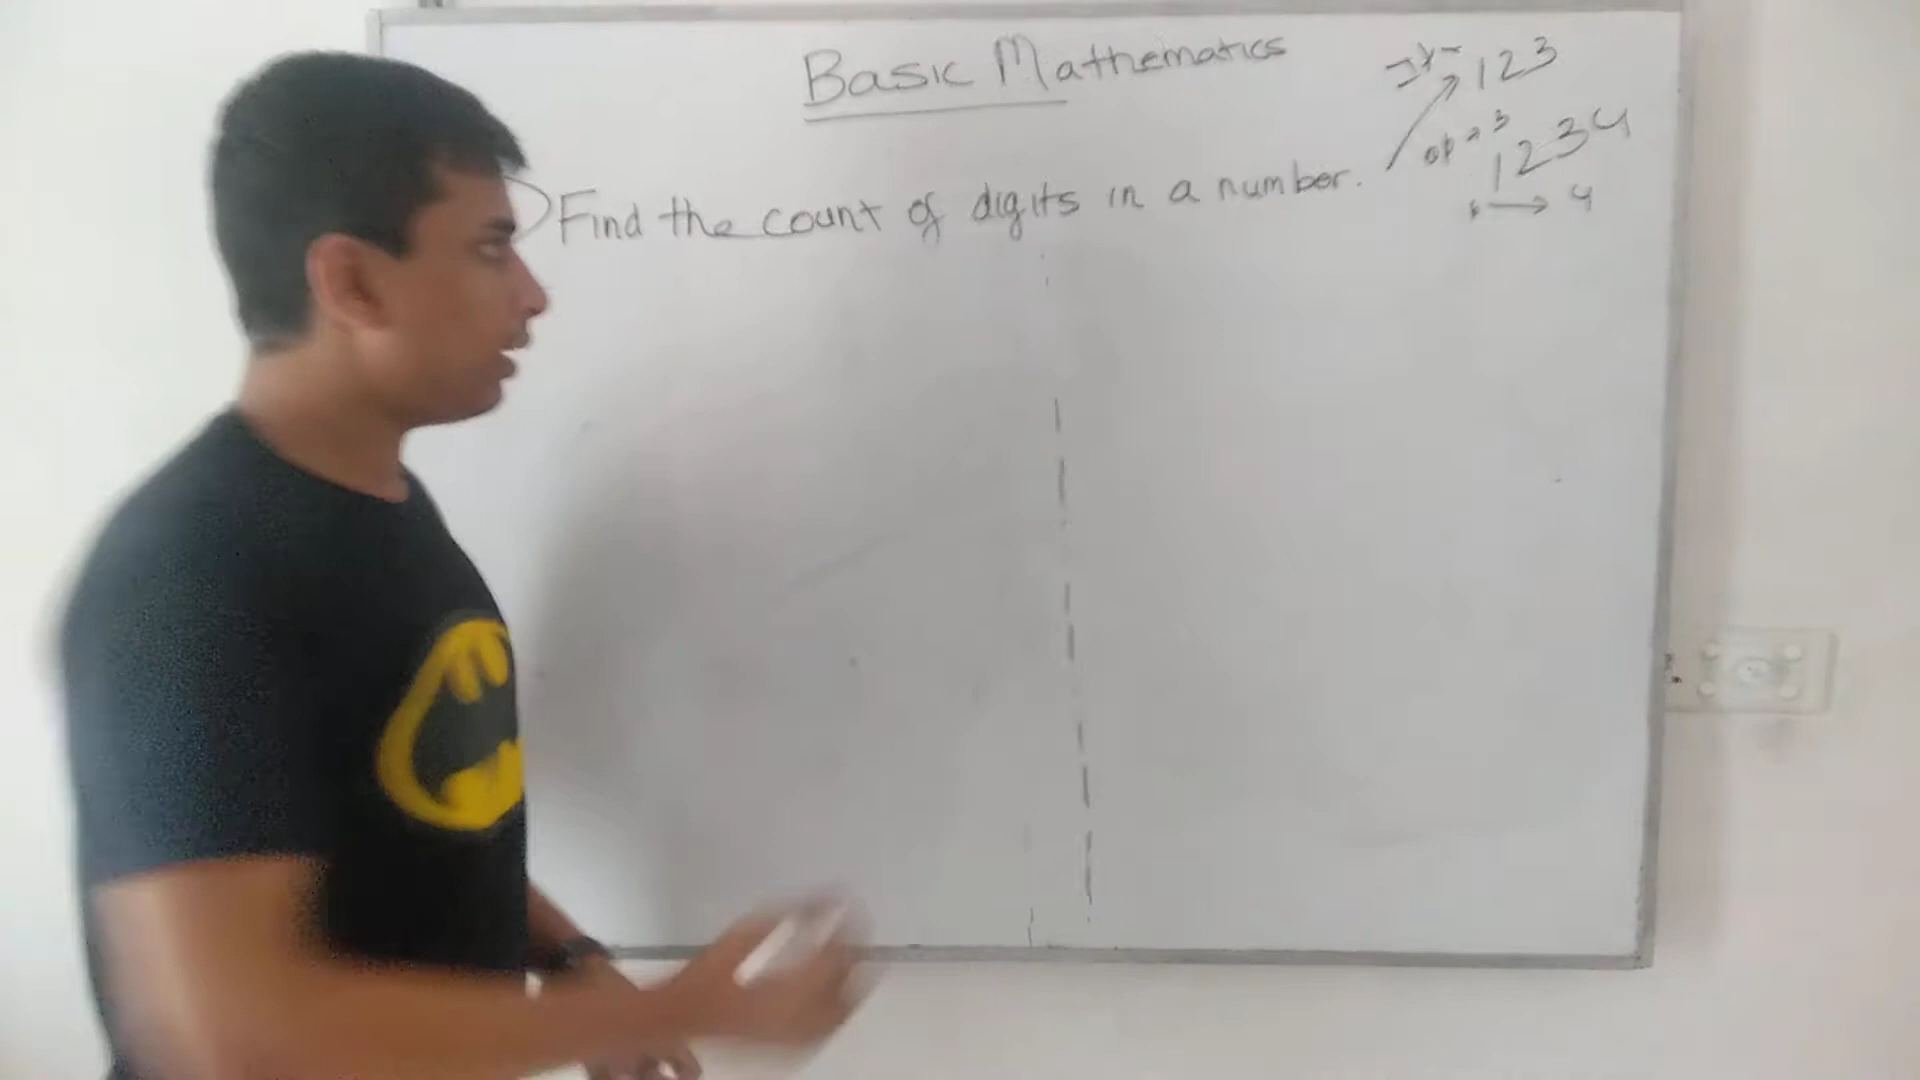 Basic Mathematics
123
op → 3
1234
→ 4
Find the count of digits in a number.